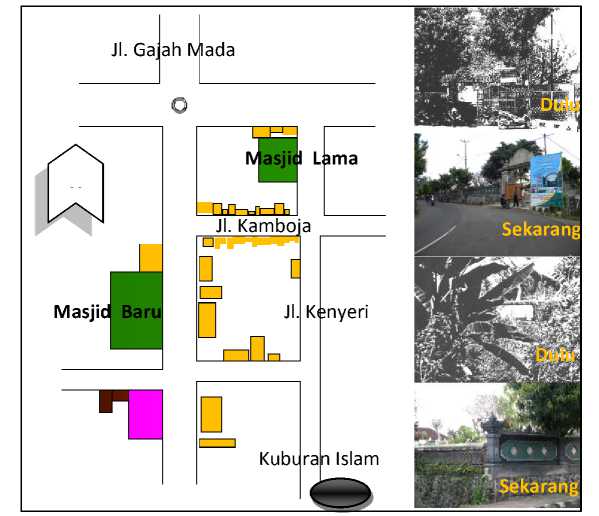 Jl. Gajah Mada
Dulu
Masjid Lama
Jl. Kamboja
Sekarang
Masjid Baru
Jl. Kenyeri
Dulu
Kuburan Islam
Sekarang